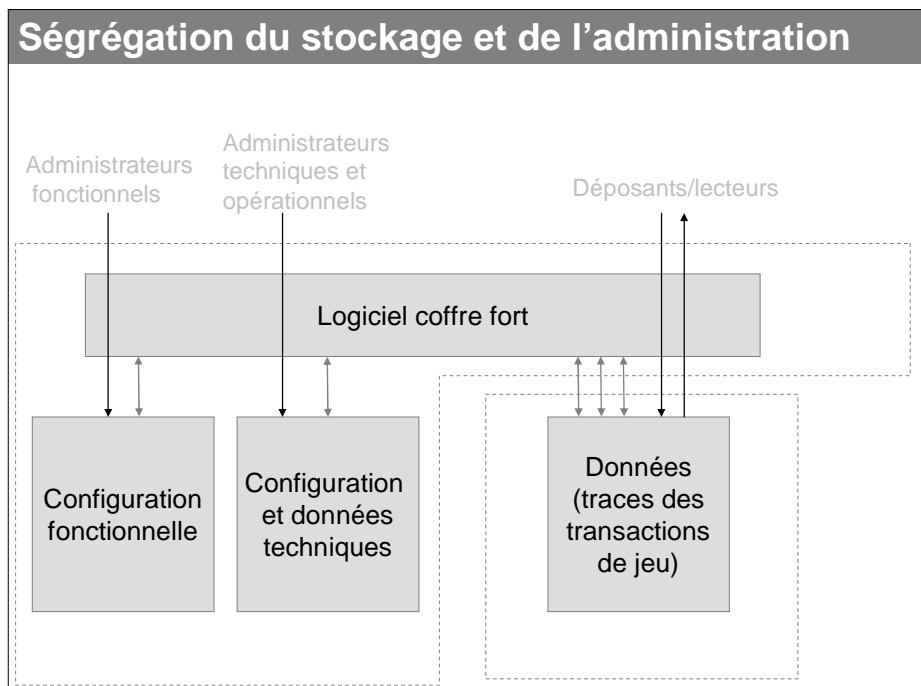 Ségrégation du stockage et de l’administration
Administrateurs
fonctionnels
Administrateurs
techniques et
opérationnels
Déposants/lecteurs
Logiciel coffre fort
Configuration
fonctionnelle
Configuration
et données
techniques
Données
(traces des
transactions
de jeu)